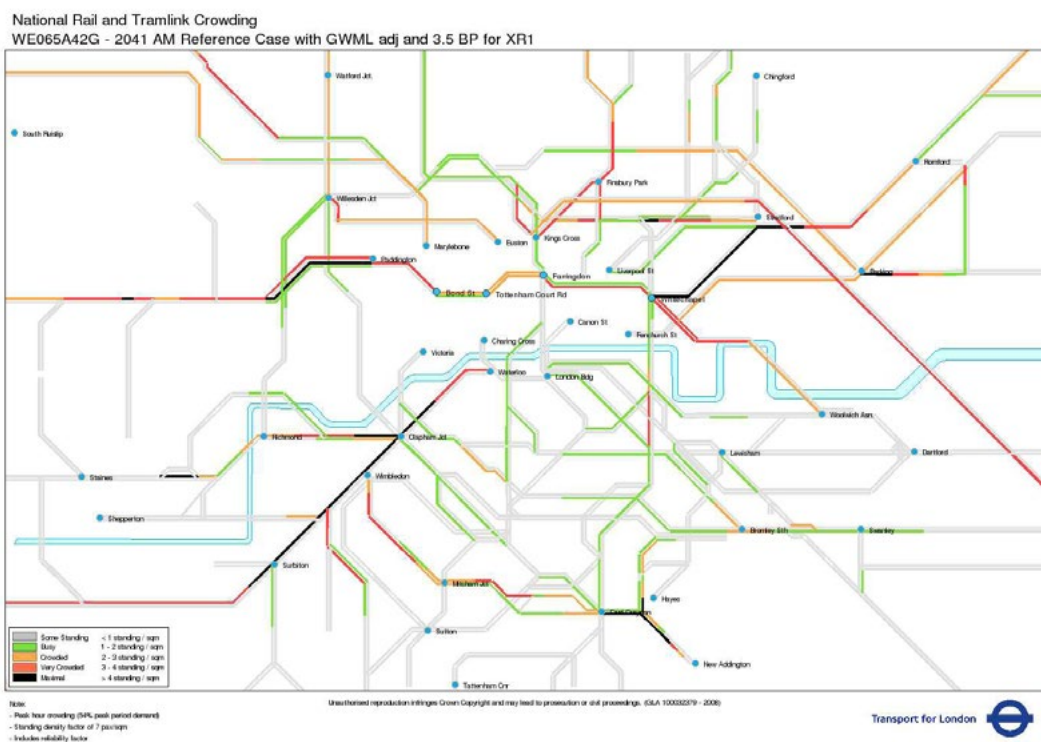 National Rail and Tramlink Crowding
WE065A42G - 2041 AM Reference Case with GWML adj and 3.5 BP for XR1
Watford Jct
Chingford
South Ruislip
Romford
Finsbury Park
Willesden Jct
Stratford
Kings Cross
Euston
Marylebone
Paddington
Liverpool St
Barking
Farringdon
Bond St
Tottenham Court Rd
Whitechapel
Canon St
Fenchurch St
Charing Cross
Victoria
Waterloo
London Bdg
Woolwich Asn
Richmond
Clapham Jct
Lewisham
Dartford
Staines
Wimbledon
Shepperton
Bromley Sth
Swanley
Surbiton
Mitcham Jct
Hayes
East Croydon
Sutton
New Addington
Tattenham Cnr
Some Standing < 1 standing / sqm
Busy 1 - 2 standing / sqm
Crowded 2 - 3 standing / sqm
Very Crowded 3 - 4 standing / sqm
Maximal > 4 standing / sqm
Note:
- Peak hour crowding (54% peak period demand)
- Standing density factor of 7 pax/sqm
- Includes reliability factor
Unauthorised reproduction infringes Crown Copyright and may lead to prosecution or civil proceedings. (GLA 100032379 - 2008)
Transport for London